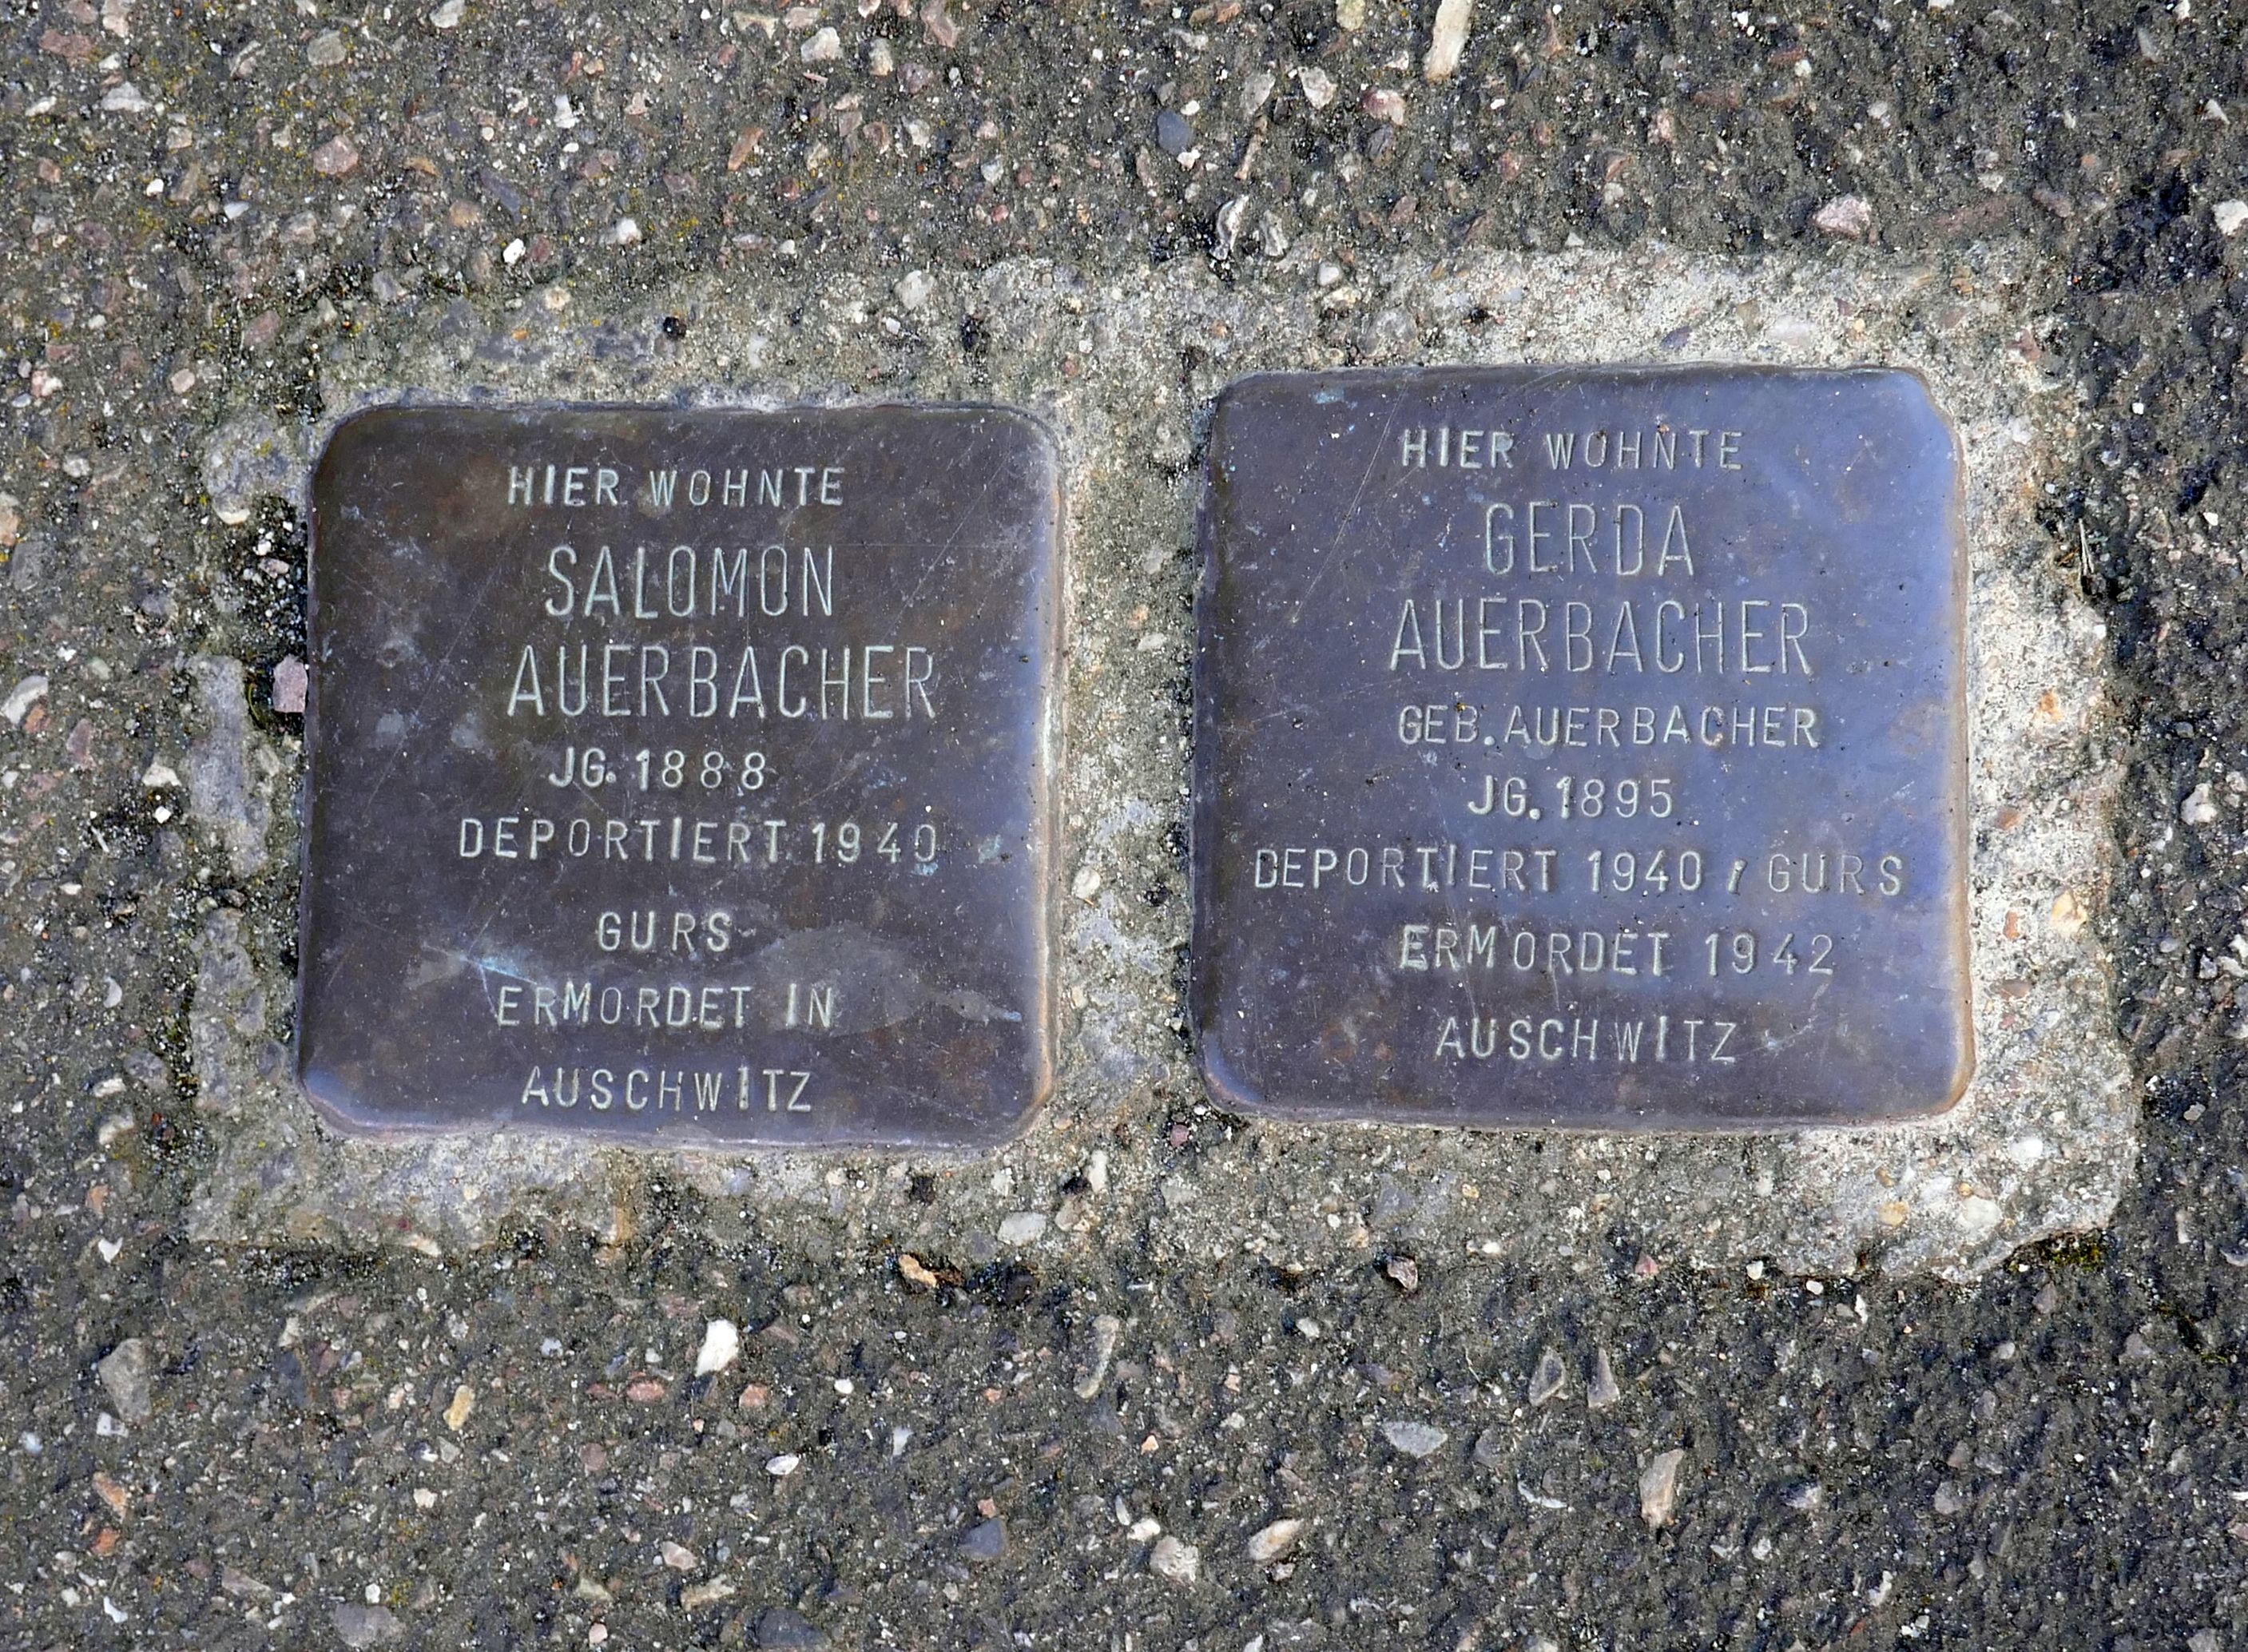 HIER WOHNTE
SALOMON
AUERBACHER
JG. 1888
DEPORTIERT 1940
GURS
ERMORDET IN
AUSCHWITZ
HIER WOHNTE
GERDA
AUERBACHER
GEB. AUERBACHER
JG. 1895
DEPORTIERT 1940, GURS
ERMORDET 1942
AUSCHWITZ